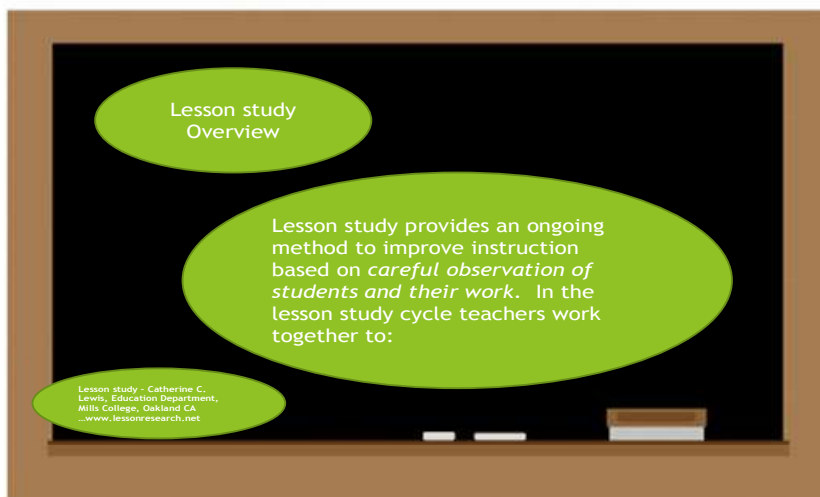 Lesson study
Overview
Lesson study provides an ongoing
method to improve instruction
based on careful observation of
students and their work.  In the
lesson study cycle teachers work
together to:
Lesson study - Catherine C.
Lewis, Education Department,
Mills College, Oakland CA
…www.lessonresearch.net